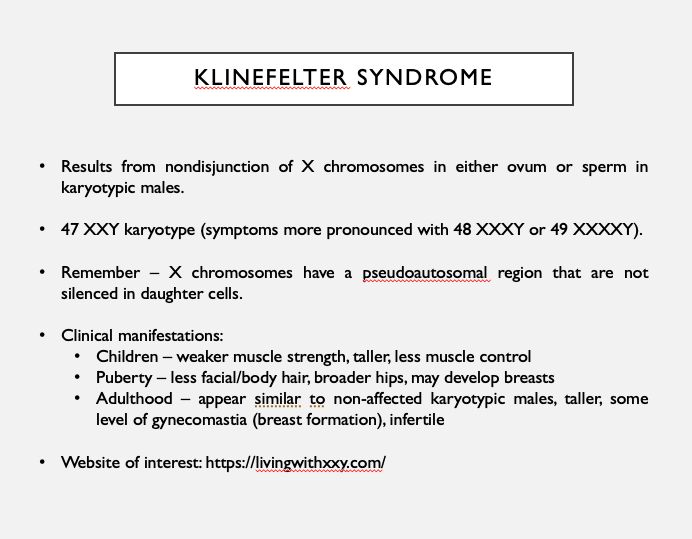 KLINEFELTER SYNDROME
• Results from nondisjunction of X chromosomes in either ovum or sperm in
karyotypic males.
• 47 XXY karyotype (symptoms more pronounced with 48 XXXY or 49 XXXXY).
• Remember – X chromosomes have a pseudoautosomal region that are not
silenced in daughter cells.
• Clinical manifestations:
• Children – weaker muscle strength, taller, less muscle control
• Puberty – less facial/body hair, broader hips, may develop breasts
• Adulthood – appear similar to non-affected karyotypic males, taller, some
level of gynecomastia (breast formation), infertile
• Website of interest: https://livingwithxxy.com/